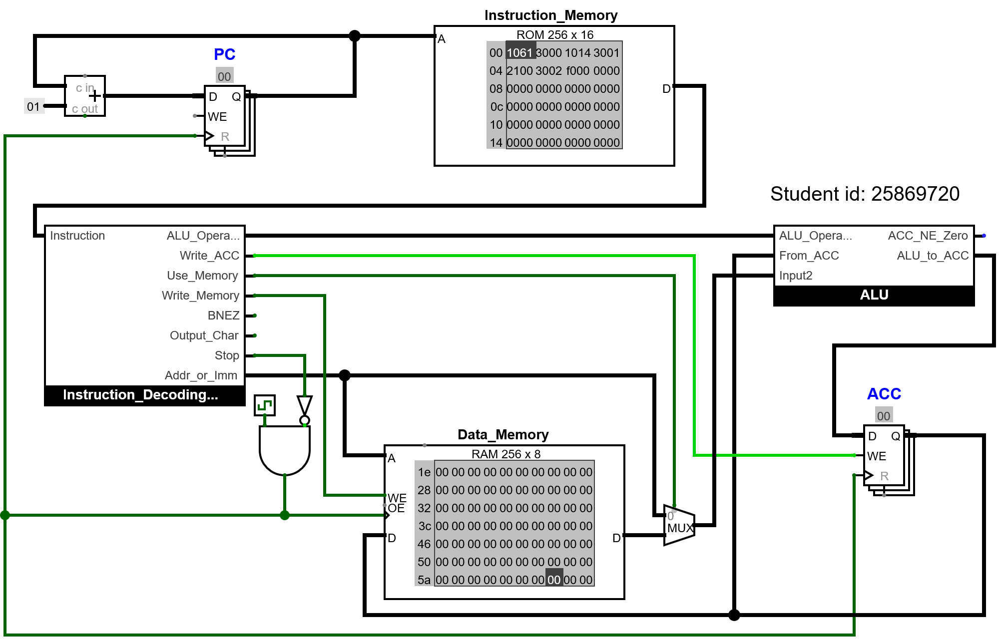 Instruction_Memory
ROM 256 x 16
A
00 1061 3000 1014 3001
04 2100 3002 f000 0000
08 0000 0000 0000 0000
0c 0000 0000 0000 0000
10 0000 0000 0000 0000
14 0000 0000 0000 0000
D
PC
00
D Q
WE
R
c in
+
c out
01
Student id: 25869720
Instruction
ALU_Opera...
Write_ACC
Use_Memory
Write_Memory
BNEZ
Output_Char
Stop
Addr_or_Imm
Instruction_Decoding...
ALU_Opera... ACC_NE_Zero
From_ACC ALU_to_ACC
Input2
ALU
ACC
00
D Q
WE
R
Data_Memory
RAM 256 x 8
A
WE
OE
D
1e 00 00 00 00 00 00 00 00 00 00
28 00 00 00 00 00 00 00 00 00 00
32 00 00 00 00 00 00 00 00 00 00
3c 00 00 00 00 00 00 00 00 00 00
46 00 00 00 00 00 00 00 00 00 00
50 00 00 00 00 00 00 00 00 00 00
5a 00 00 00 00 00 00 00 00 00 00
D
0
MUX